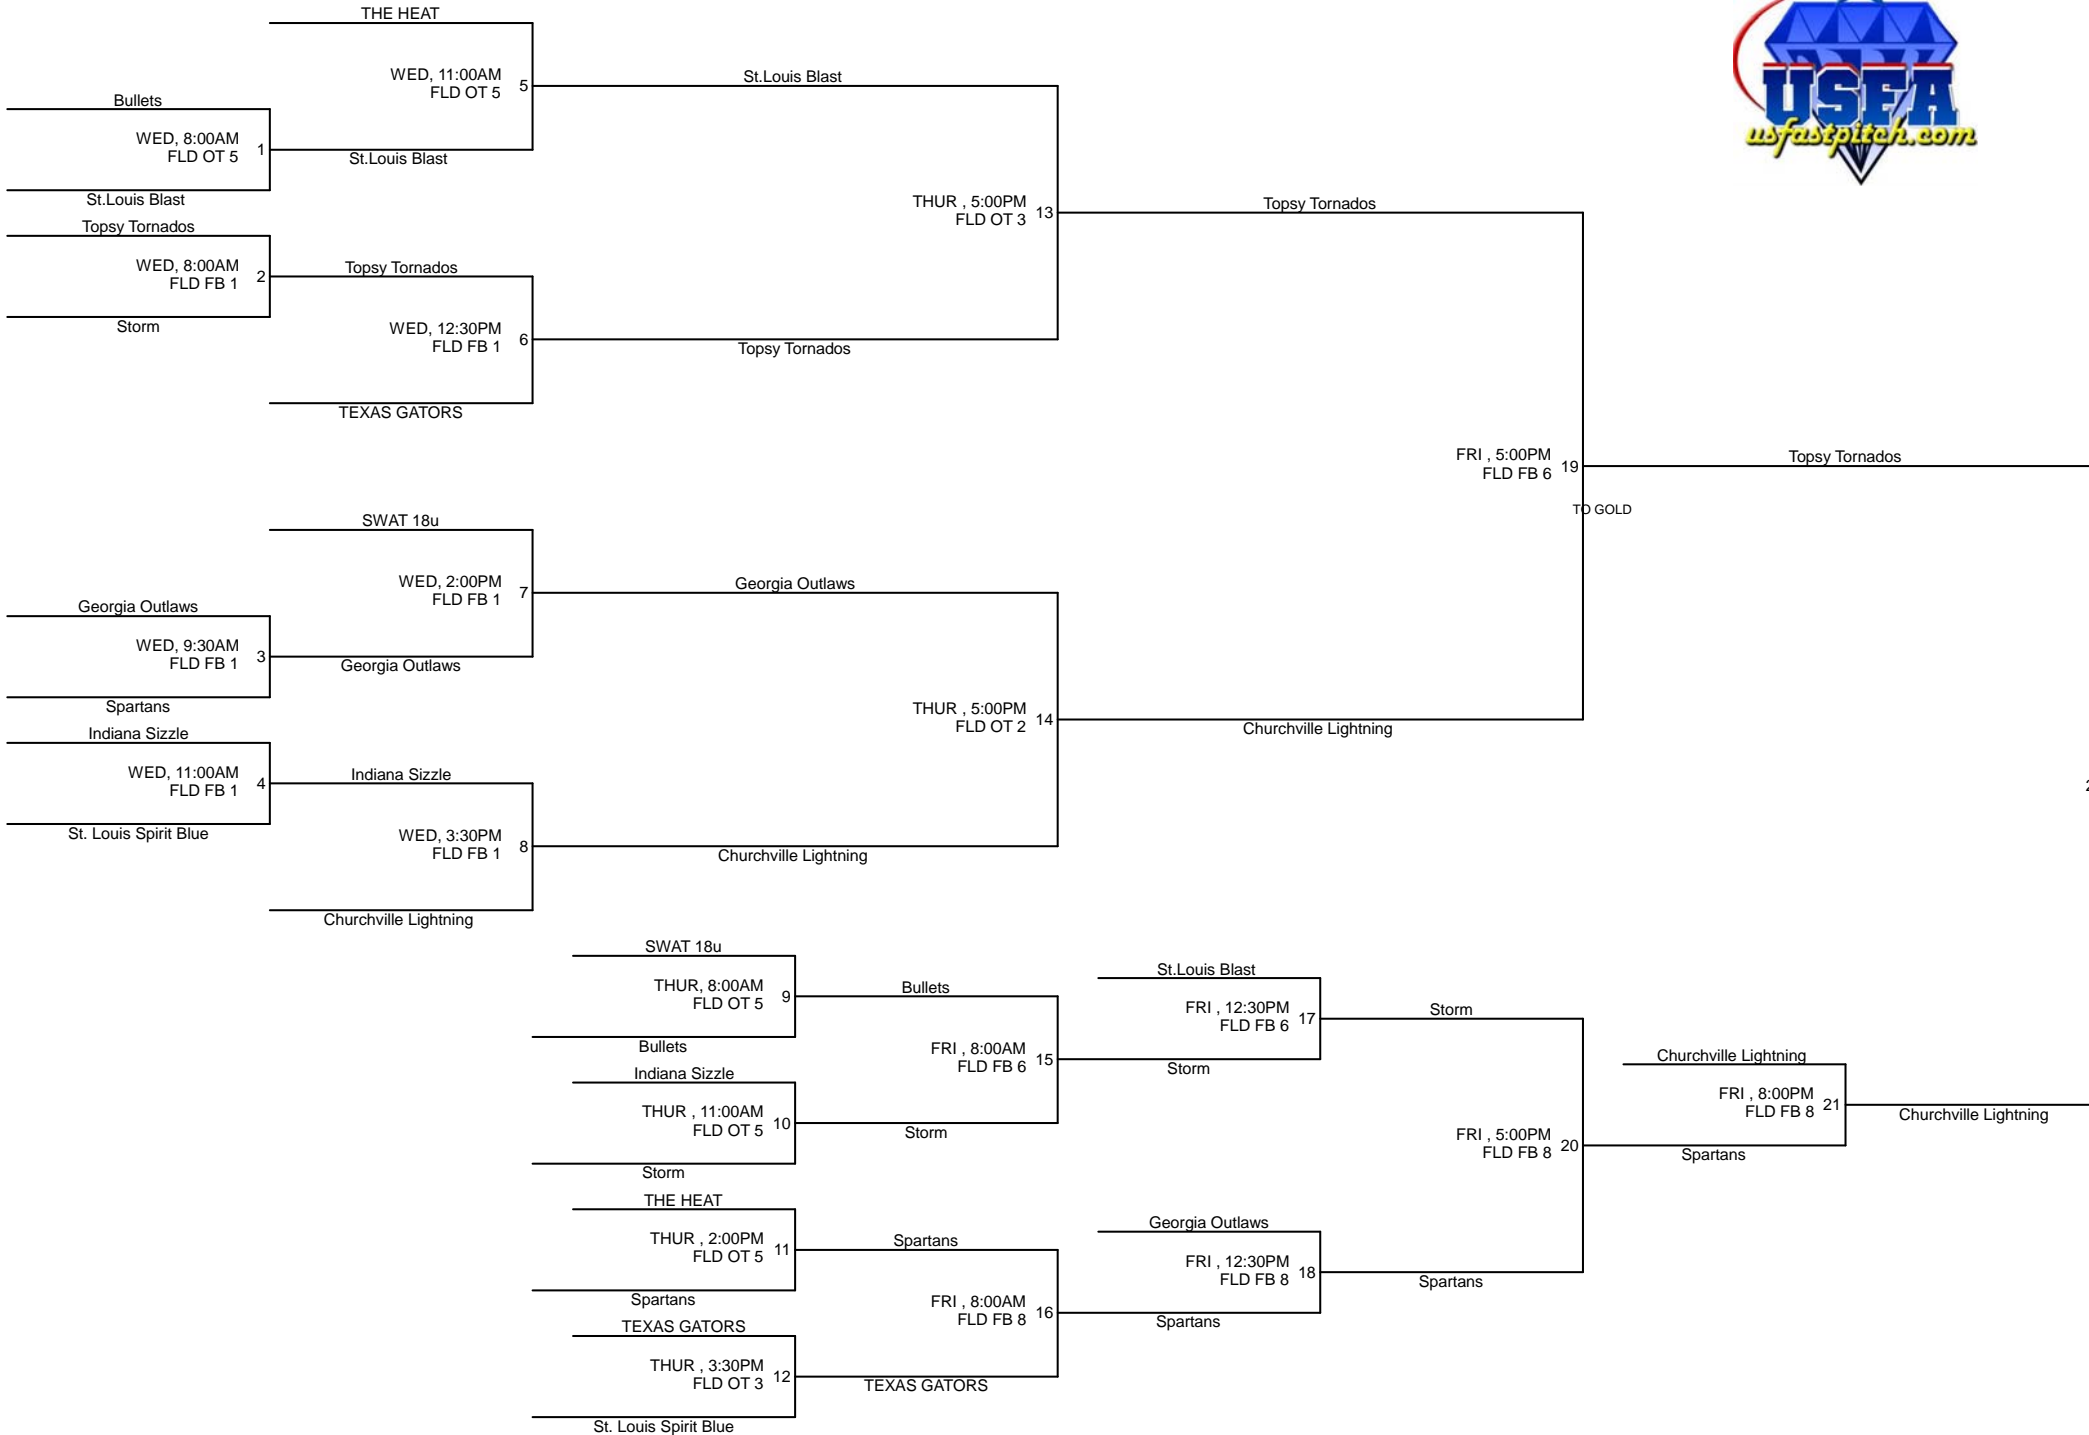 THE HEAT
WED, 11:00AM
FLD OT 5
5
St.Louis Blast
Bullets
WED, 8:00AM
FLD OT 5
1
St.Louis Blast
St.Louis Blast
Topsy Tornados
WED, 8:00AM
FLD FB 1
2
Topsy Tornados
Storm
WED, 12:30PM
FLD FB 1
6
Topsy Tornados
TEXAS GATORS
THUR , 5:00PM
FLD OT 3
13
Topsy Tornados
USFA
usfastpitch.com
FRI , 5:00PM
FLD FB 6
19
Topsy Tornados
TO GOLD
SWAT 18u
WED, 2:00PM
FLD FB 1
7
Georgia Outlaws
Georgia Outlaws
WED, 9:30AM
FLD FB 1
3
Georgia Outlaws
Spartans
Indiana Sizzle
WED, 11:00AM
FLD FB 1
4
Indiana Sizzle
St. Louis Spirit Blue
WED, 3:30PM
FLD FB 1
8
Churchville Lightning
Churchville Lightning
THUR , 5:00PM
FLD OT 2
14
Churchville Lightning
SWAT 18u
THUR, 8:00AM
FLD OT 5
9
Bullets
Bullets
Indiana Sizzle
THUR , 11:00AM
FLD OT 5
10
Storm
Storm
FRI , 8:00AM
FLD FB 6
15
Storm
St.Louis Blast
FRI , 12:30PM
FLD FB 6
17
Storm
THE HEAT
THUR , 2:00PM
FLD OT 5
11
Spartans
Spartans
TEXAS GATORS
THUR , 3:30PM
FLD OT 3
12
TEXAS GATORS
St. Louis Spirit Blue
FRI , 8:00AM
FLD FB 8
16
Spartans
Georgia Outlaws
FRI , 12:30PM
FLD FB 8
18
Spartans
FRI , 5:00PM
FLD FB 8
20
Spartans
Churchville Lightning
FRI , 8:00PM
FLD FB 8
21
Churchville Lightning